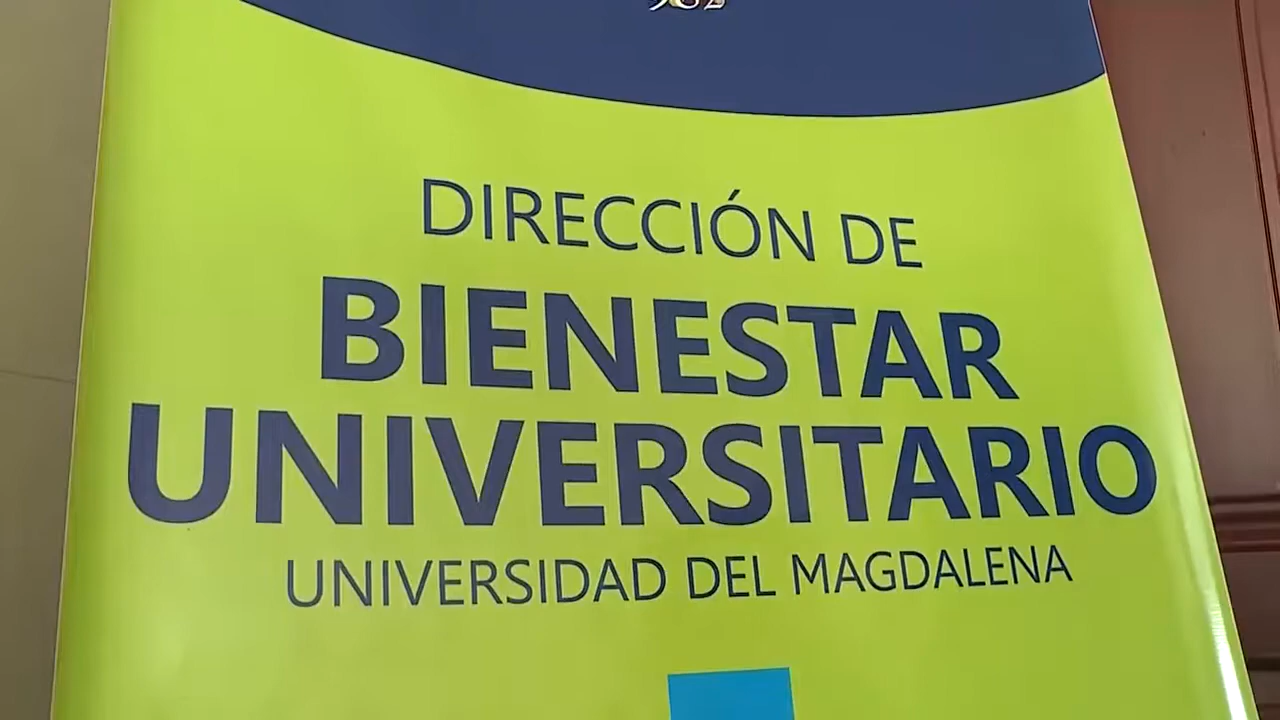 DIRECCIÓN DE
BIENESTAR
UNIVERSITARIO
UNIVERSIDAD DEL MAGDALENA